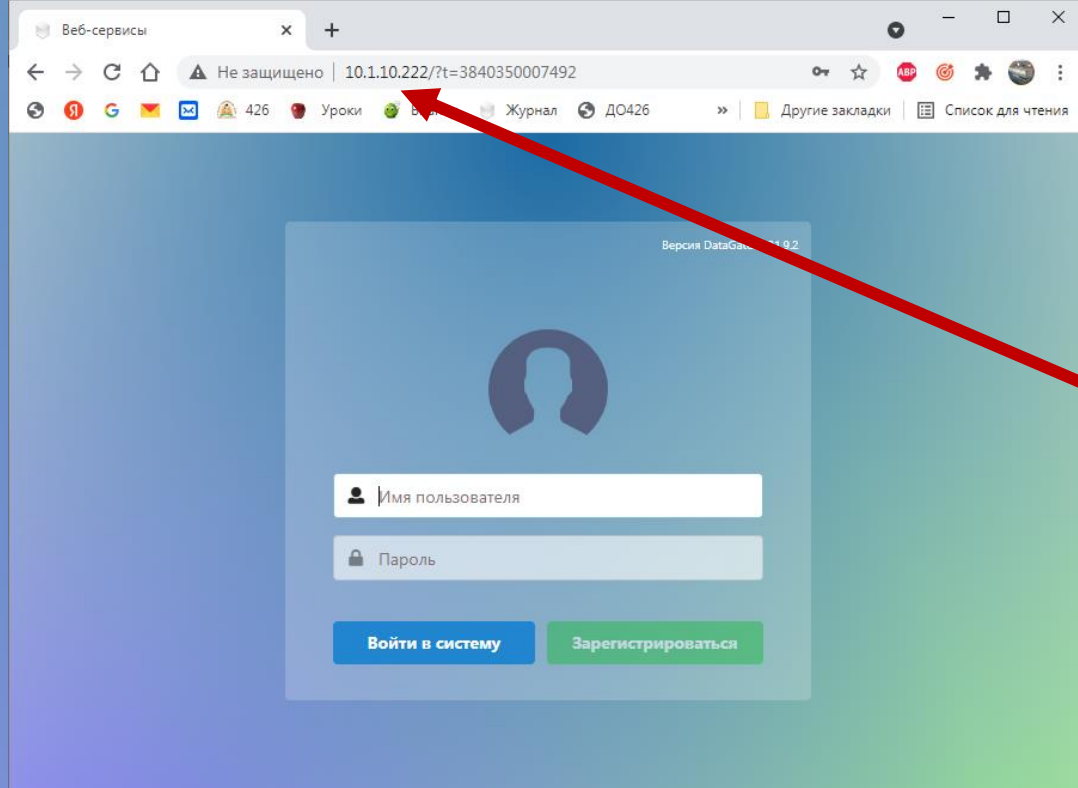 Веб-сервисы
Не защищено 10.1.10.222/?t=3840350007492
ABP
Я G 426 Уроки Журнал ДО426 » Другие закладки Список для чтения
Версия
Имя пользователя
Пароль
Войти в систему Зарегистрироваться